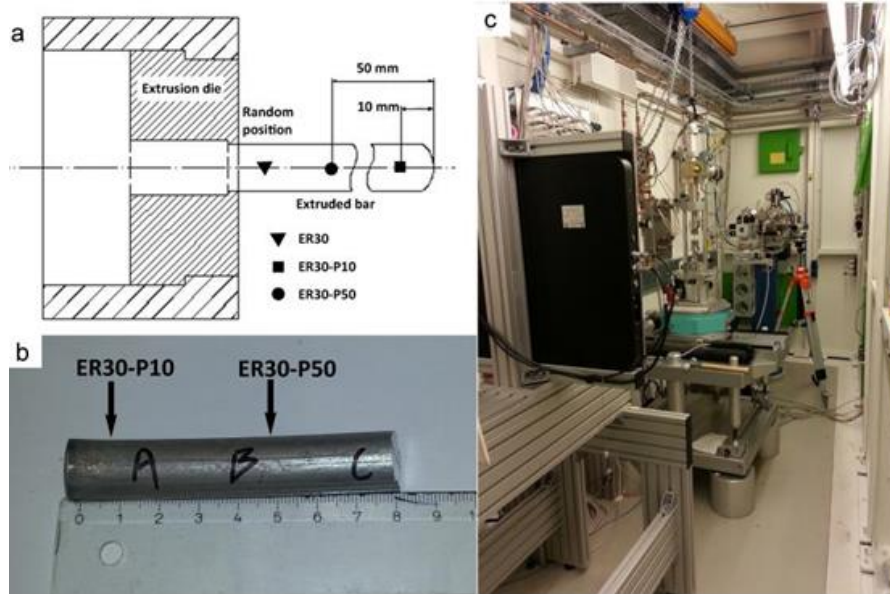 a
Extrusion die
Random
position
50 mm
10 mm
Extruded bar
ER30
ER30-P10
ER30-P50
b
ER30-P10
ER30-P50
A B C
0 1 2 3 4 5 6 7 8 9
c